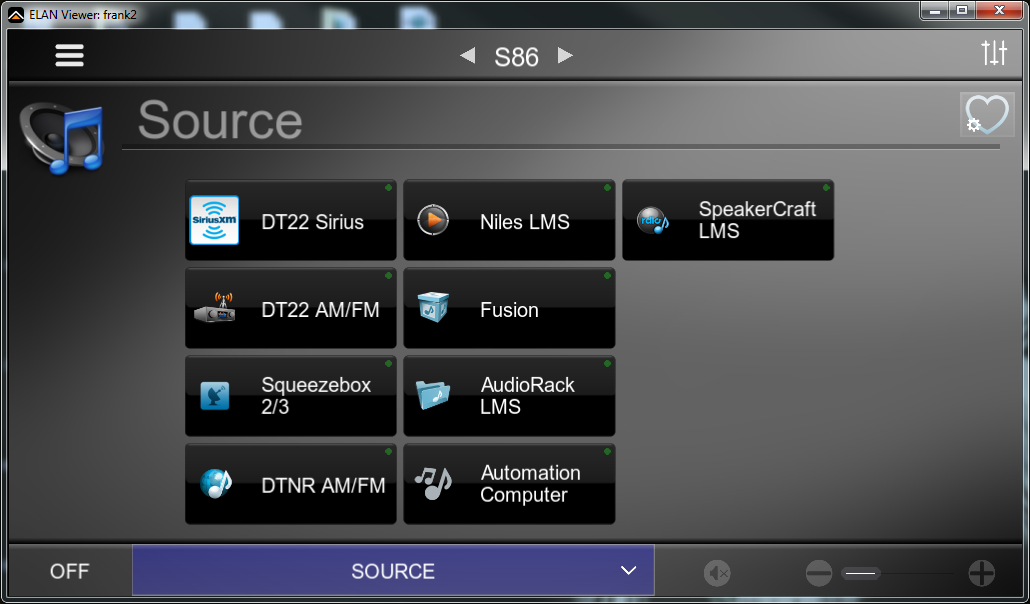 ELAN Viewer: frank2
S86
Source
SiriusXM
DT22 Sirius
Niles LMS
rdio
SpeakerCraft
LMS
DT22 AM/FM
Fusion
Squeezebox
2/3
AudioRack
LMS
DTNR AM/FM
Automation
Computer
OFF
SOURCE